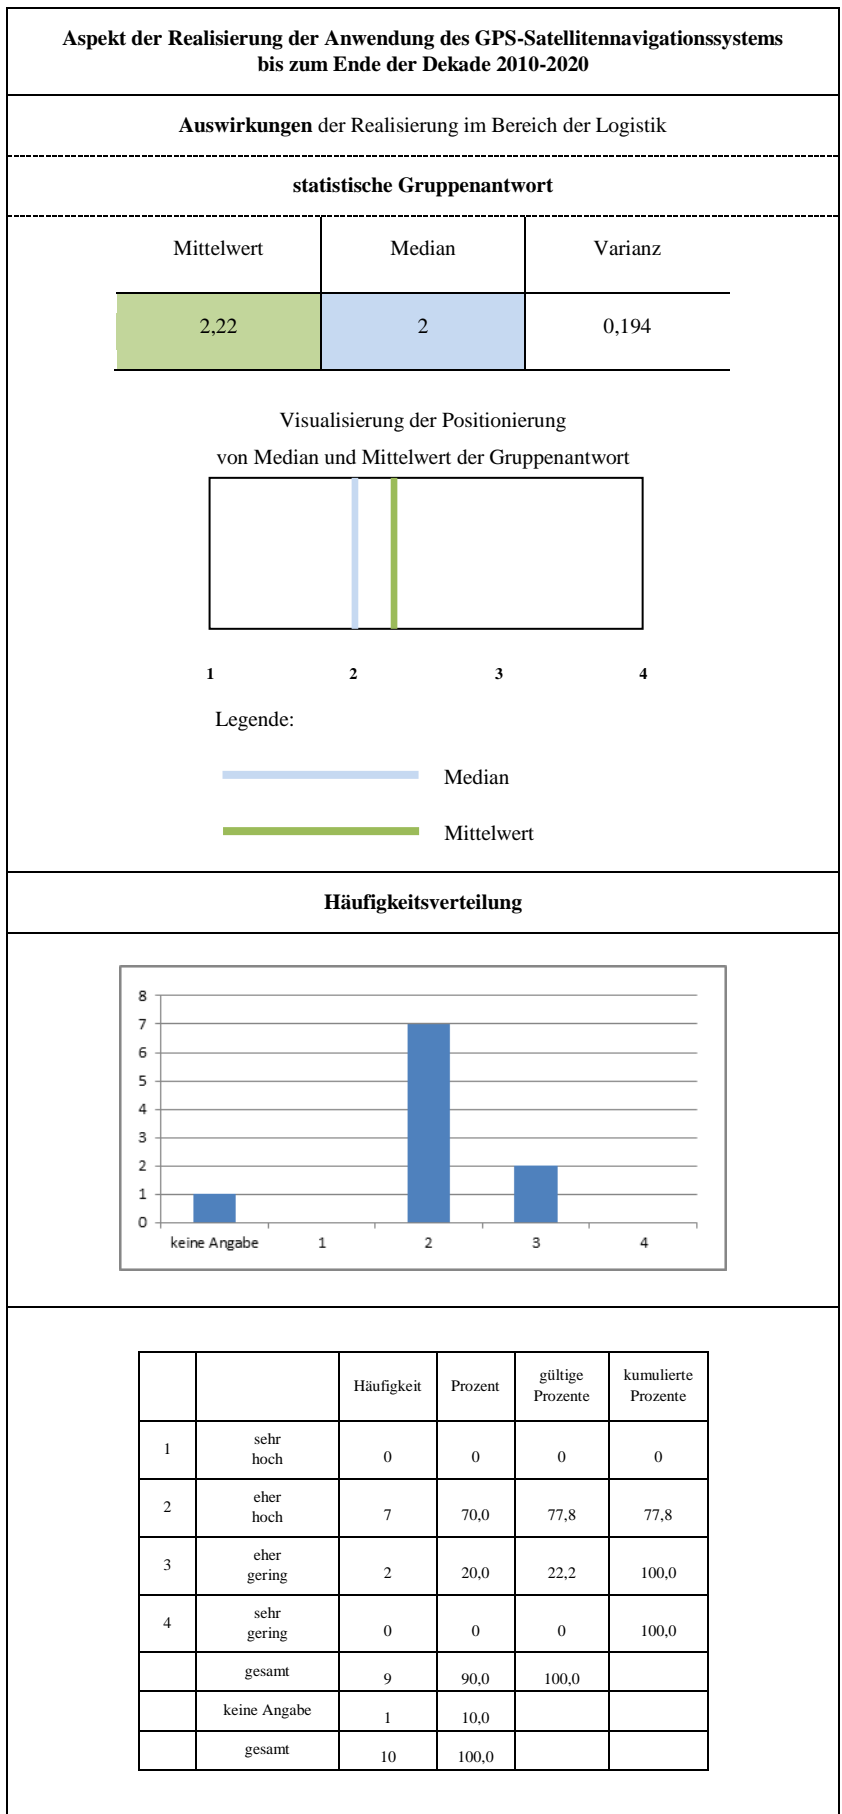 Aspekt der Realisierung der Anwendung des GPS-Satellitennavigationssystems
bis zum Ende der Dekade 2010-2020
Auswirkungen der Realisierung im Bereich der Logistik
statistische Gruppenantwort
Mittelwert Median Varianz
2,22 2 0,194
Visualisierung der Positionierung
von Median und Mittelwert der Gruppenantwort
1 2 3 4
Legende:
Median
Mittelwert
Häufigkeitsverteilung
8
7
6
5
4
3
2
1
0
keine Angabe 1 2 3 4
Häufigkeit Prozent gültige Prozente kumulierte Prozente
1 sehr hoch 0 0 0 0
2 eher hoch 7 70,0 77,8 77,8
3 eher gering 2 20,0 22,2 100,0
4 sehr gering 0 0 0 100,0
gesamt 9 90,0 100,0
keine Angabe 1 10,0
gesamt 10 100,0